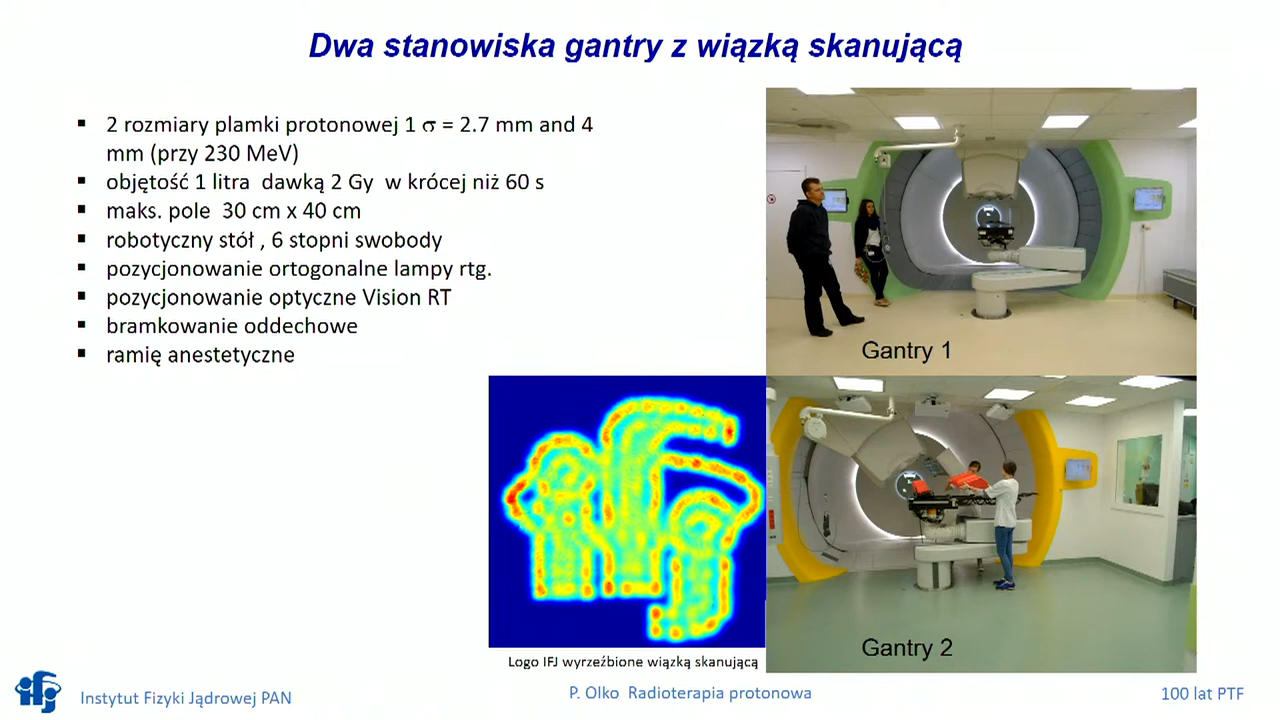 Dwa stanowiska gantry z wiązką skanującą
▪ 2 rozmiary plamki protonowej 1 σ = 2.7 mm and 4
mm (przy 230 MeV)
▪ objętość 1 litra dawką 2 Gy w krócej niż 60 s
▪ maks. pole 30 cm x 40 cm
▪ robotyczny stół , 6 stopni swobody
▪ pozycjonowanie ortogonalne lampy rtg.
▪ pozycjonowanie optyczne Vision RT
▪ bramkowanie oddechowe
▪ ramię anestetyczne
Gantry 1
Gantry 2
Logo IFJ wyrzeźbione wiązką skanującą
ifj
Instytut Fizyki Jądrowej PAN
P. Olko Radioterapia protonowa
100 lat PTF